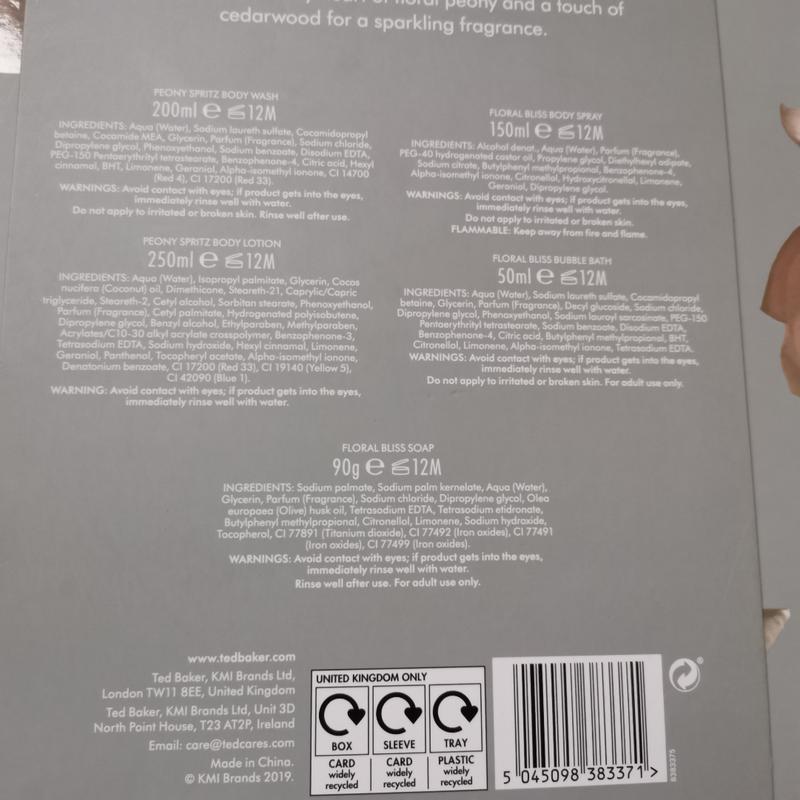 floral peony and a touch of
cedarwood for a sparkling fragrance.
PEONY SPRITZ BODY WASH
200ml e 12M
INGREDIENTS: Aqua (Water), Sodium laureth sulfate, Cocamidopropyl
betaine, Cocamide MEA, Glycerin, Parfum (Fragrance), Sodium chloride,
Dipropylene glycol, Phenoxyethanol, Sodium benzoate, Disodium EDTA,
PEG-150 Pentaerythrityl tetrastearate, Benzophenone-4, Citric acid, Hexyl
cinnamal, BHT, Limonene, Geraniol, Alpha-isomethyl ionone, CI 14700
(Red 4), CI 17200 (Red 33).
WARNINGS: Avoid contact with eyes; if product gets into the eyes,
immediately rinse well with water.
Do not apply to irritated or broken skin. Rinse well after use.
PEONY SPRITZ BODY LOTION
250ml e 12M
INGREDIENTS: Aqua (Water), Isopropyl palmitate, Glycerin, Cocos
nucifera (Coconut) oil, Dimethicone, Steareth-21, Caprylic/Capric
triglyceride, Steareth-2, Cetyl alcohol, Sorbitan stearate, Phenoxyethanol,
Parfum (Fragrance), Cetyl palmitate, Hydrogenated polyisobutene,
Dipropylene glycol, Benzyl alcohol, Ethylparaben, Methylparaben,
Acrylates/C10-30 alkyl acrylate crosspolymer, Benzophenone-3,
Tetrasodium EDTA, Sodium hydroxide, Hexyl cinnamal, Limonene,
Geraniol, Panthenol, Tocopheryl acetate, Alpha-isomethyl ionone,
Denatonium benzoate, CI 17200 (Red 33), CI 19140 (Yellow 5),
CI 42090 (Blue 1).
WARNING: Avoid contact with eyes; if product gets into the eyes,
immediately rinse well with water.
FLORAL BLISS BODY SPRAY
150ml e 12M
INGREDIENTS: Alcohol denat., Aqua (Water), Parfum (Fragrance),
PEG-40 hydrogenated castor oil, Propylene glycol, Diethylhexyl adipate,
Sodium citrate, Butylphenyl methylpropional, Benzophenone-4,
Alpha-isomethyl ionone, Citronellol, Hydroxycitronellol, Limonene,
Geraniol, Dipropylene glycol.
WARNINGS: Avoid contact with eyes; if product gets into the eyes,
immediately rinse well with water.
Do not apply to irritated or broken skin.
FLAMMABLE: Keep away from fire and flame.
FLORAL BLISS BUBBLE BATH
50ml e 12M
INGREDIENTS: Aqua (Water), Sodium laureth sulfate, Cocamidopropyl
betaine, Glycerin, Parfum (Fragrance), Decyl glucoside, Sodium chloride,
Dipropylene glycol, Phenoxyethanol, Sodium lauroyl sarcosinate, PEG-150
Pentaerythrityl tetrastearate, Sodium benzoate, Disodium EDTA,
Benzophenone-4, Citric acid, Butylphenyl methylpropional, BHT,
Citronellol, Limonene, Alpha-isomethyl ionone, Tetrasodium EDTA.
WARNINGS: Avoid contact with eyes; if product gets into the eyes,
immediately rinse well with water.
Do not apply to irritated or broken skin. For adult use only.
FLORAL BLISS SOAP
90g e 12M
INGREDIENTS: Sodium palmate, Sodium palm kernelate, Aqua (Water),
Glycerin, Parfum (Fragrance), Sodium chloride, Dipropylene glycol, Olea
europaea (Olive) husk oil, Tetrasodium EDTA, Tetrasodium etidronate,
Butylphenyl methylpropional, Citronellol, Limonene, Sodium hydroxide,
Tocopherol, CI 77891 (Titanium dioxide), CI 77492 (Iron oxides), CI 77491
(Iron oxides), CI 77499 (Iron oxides).
WARNINGS: Avoid contact with eyes; if product gets into the eyes,
immediately rinse well with water.
Rinse well after use. For adult use only.
www.tedbaker.com
Ted Baker, KMI Brands Ltd,
London TW11 8EE, United Kingdom
Ted Baker, KMI Brands Ltd, Unit 3D
North Point House, T23 AT2P, Ireland
Email: care@tedcares.com
Made in China.
© KMI Brands 2019.
UNITED KINGDOM ONLY
BOX SLEEVE TRAY
CARD CARD PLASTIC
widely widely widely
recycled recycled recycled
5 045098 383371 >
8383375